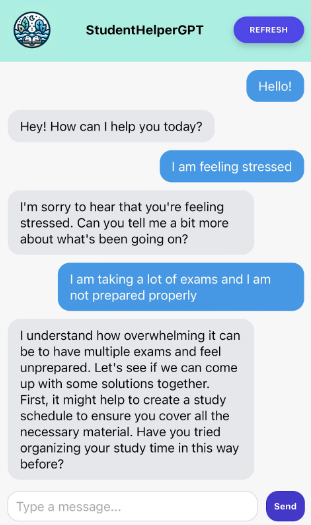 StudentHelperGPT
REFRESH
Hello!
Hey! How can I help you today?
I am feeling stressed
I'm sorry to hear that you're feeling
stressed. Can you tell me a bit more
about what's been going on?
I am taking a lot of exams and I am
not prepared properly
I understand how overwhelming it can
be to have multiple exams and feel
unprepared. Let's see if we can come
up with some solutions together.
First, it might help to create a study
schedule to ensure you cover all the
necessary material. Have you tried
organizing your study time in this way
before?
Type a message...
Send